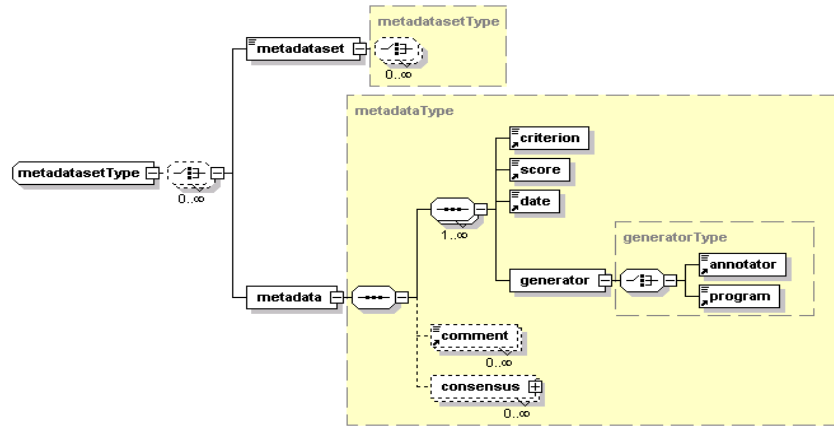 metadatasetType
metadataset
0..∞
metadataType
criterion
metadatasetType
score
0..∞
date
1..∞
generatorType
annotator
generator
metadata
program
comment
0..∞
consensus
0..∞